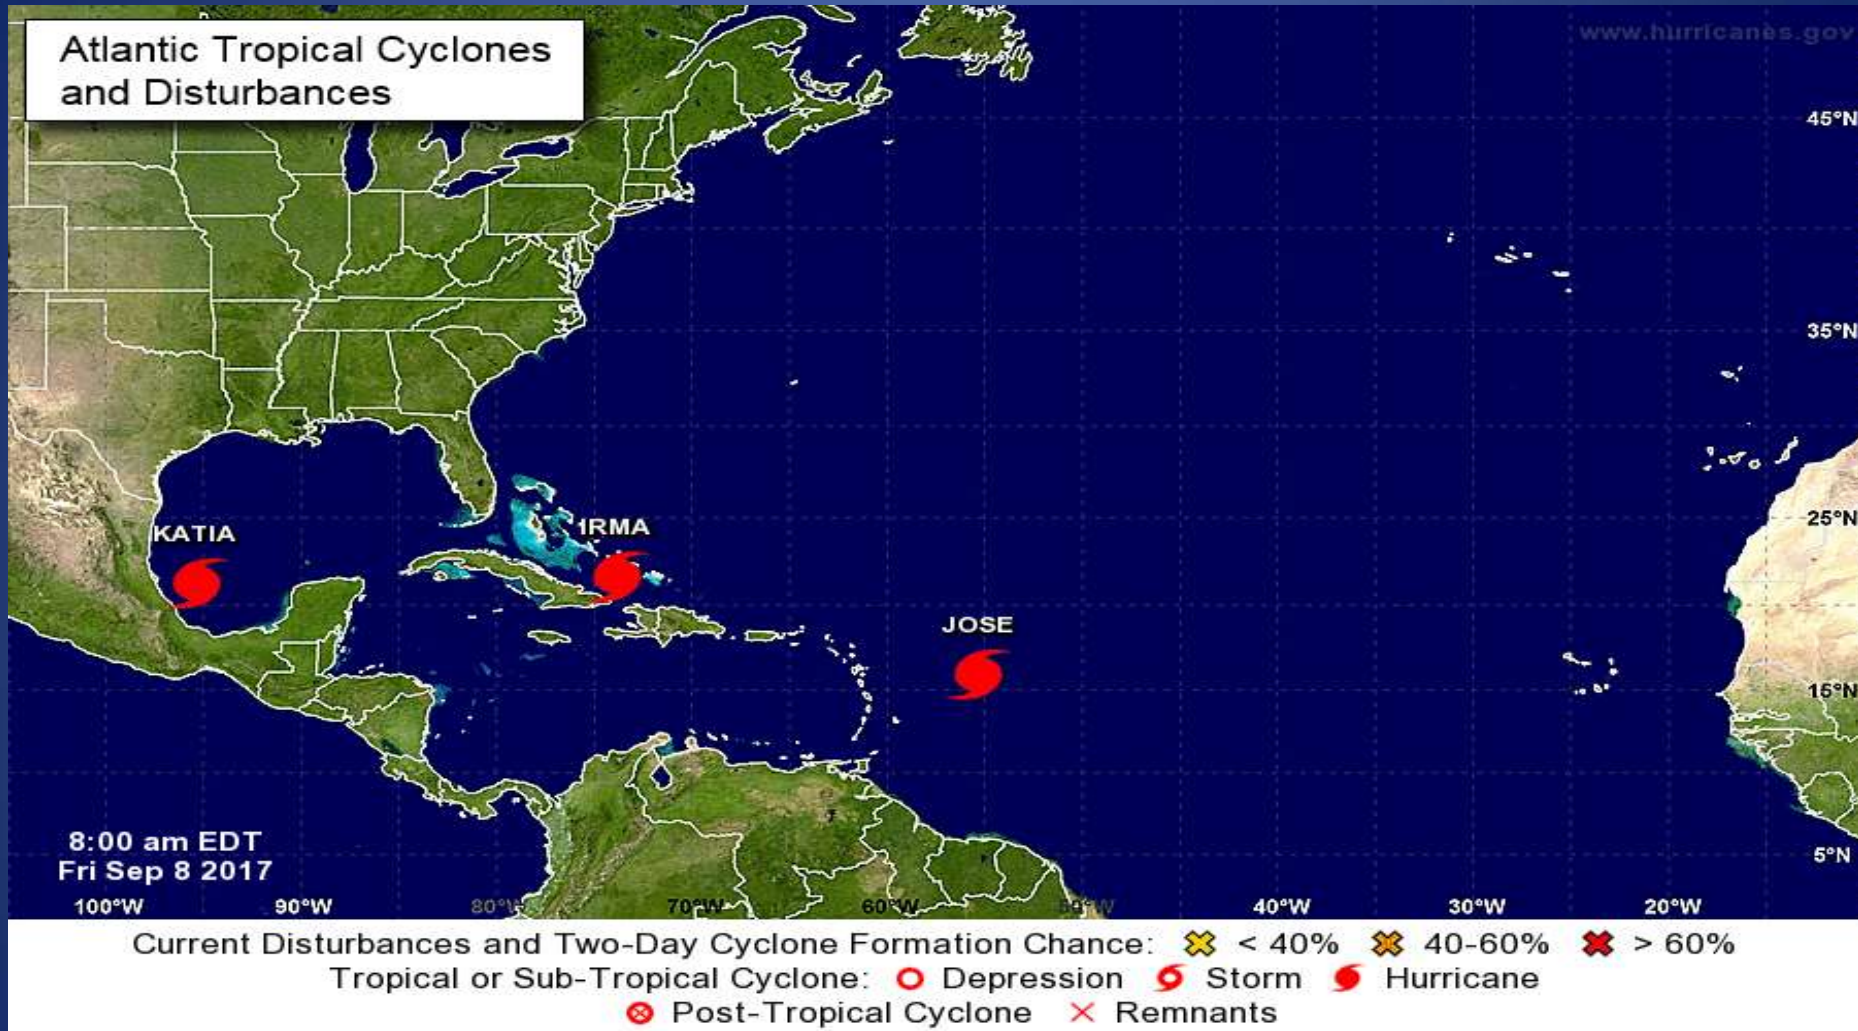 Atlantic Tropical Cyclones
and Disturbances
www.hurricanes.gov
45°N
35°N
25°N
KATIA
IRMA
JOSE
15°N
8:00 am EDT
Fri Sep 8 2017
5°N
100°W 90°W 80°W 70°W 60°W 50°W 40°W 30°W 20°W
Current Disturbances and Two-Day Cyclone Formation Chance: < 40% 40-60% > 60%
Tropical or Sub-Tropical Cyclone: Depression Storm Hurricane
Post-Tropical Cyclone Remnants